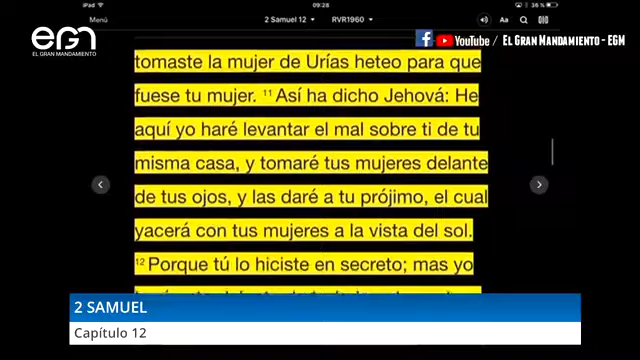 iPad
09:28
36 %
Menú
2 Samuel 12
RVR1960
Aa
EGM
EL GRAN MANDAMIENTO
YouTube / EL GRAN MANDAMIENTO - EGM
tomaste la mujer de Urías heteo para que
fuese tu mujer. 11 Así ha dicho Jehová: He
aquí yo haré levantar el mal sobre ti de tu
misma casa, y tomaré tus mujeres delante
de tus ojos, y las daré a tu prójimo, el cual
yacerá con tus mujeres a la vista del sol.
12 Porque tú lo hiciste en secreto; mas yo
2 SAMUEL
Capítulo 12